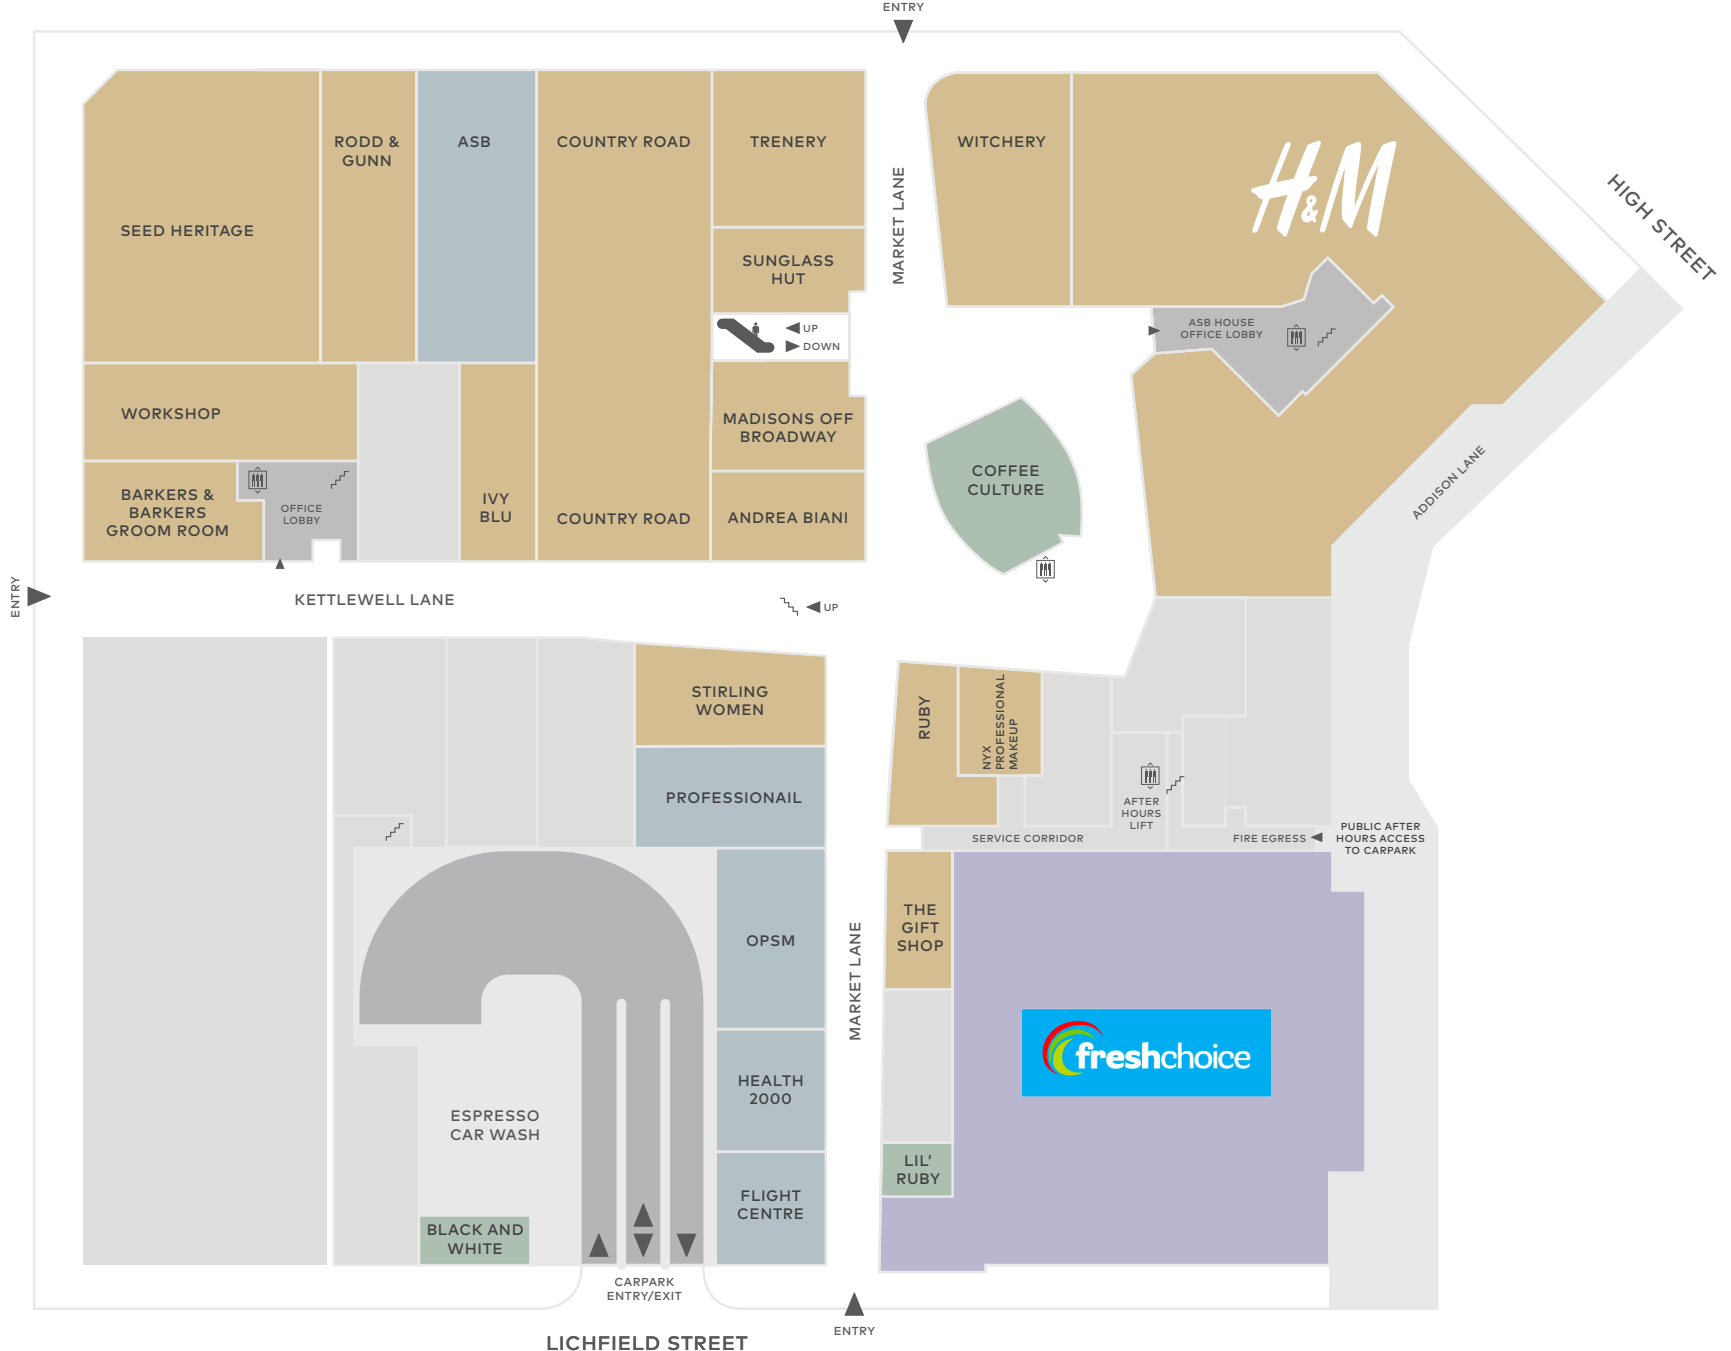 ENTRY
RODD &
GUNN
ASB
COUNTRY ROAD
TRENERY
WITCHERY
H&M
HIGH STREET
MARKET LANE
SEED HERITAGE
SUNGLASS
HUT
UP
DOWN
ASB HOUSE
OFFICE LOBBY
WORKSHOP
MADISONS OFF
BROADWAY
COFFEE
CULTURE
ADDISON LANE
BARKERS &
BARKERS
GROOM ROOM
OFFICE
LOBBY
IVY
BLU
COUNTRY ROAD
ANDREA BIANI
ENTRY
KETTLEWELL LANE
UP
STIRLING
WOMEN
RUBY
NYX
PROFESSIONAL
MAKEUP
PROFESSIONAIL
AFTER
HOURS
LIFT
SERVICE CORRIDOR
FIRE EGRESS
PUBLIC AFTER
HOURS ACCESS
TO CARPARK
OPSM
MARKET LANE
THE
GIFT
SHOP
freshchoice
HEALTH
2000
ESPRESSO
CAR WASH
LIL'
RUBY
FLIGHT
CENTRE
BLACK AND
WHITE
CARPARK
ENTRY/EXIT
ENTRY
LICHFIELD STREET